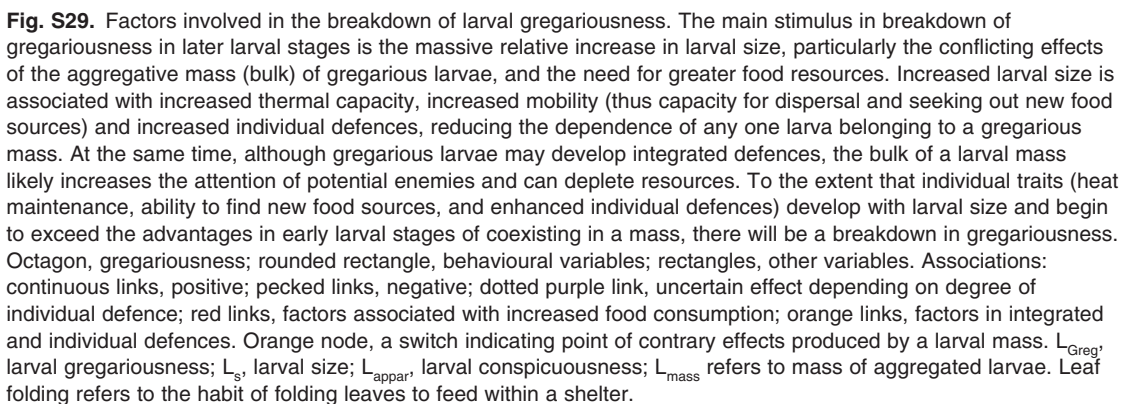 Fig. S29. Factors involved in the breakdown of larval gregariousness. The main stimulus in breakdown of
gregariousness in later larval stages is the massive relative increase in larval size, particularly the conflicting effects
of the aggregative mass (bulk) of gregarious larvae, and the need for greater food resources. Increased larval size is
associated with increased thermal capacity, increased mobility (thus capacity for dispersal and seeking out new food
sources) and increased individual defences, reducing the dependence of any one larva belonging to a gregarious
mass. At the same time, although gregarious larvae may develop integrated defences, the bulk of a larval mass
likely increases the attention of potential enemies and can deplete resources. To the extent that individual traits (heat
maintenance, ability to find new food sources, and enhanced individual defences) develop with larval size and begin
to exceed the advantages in early larval stages of coexisting in a mass, there will be a breakdown in gregariousness.
Octagon, gregariousness; rounded rectangle, behavioural variables; rectangles, other variables. Associations:
continuous links, positive; pecked links, negative; dotted purple link, uncertain effect depending on degree of
individual defence; red links, factors associated with increased food consumption; orange links, factors in integrated
and individual defences. Orange node, a switch indicating point of contrary effects produced by a larval mass. L_Greg,
larval gregariousness; L_s, larval size; L_appar, larval conspicuousness; L_mass refers to mass of aggregated larvae. Leaf
folding refers to the habit of folding leaves to feed within a shelter.